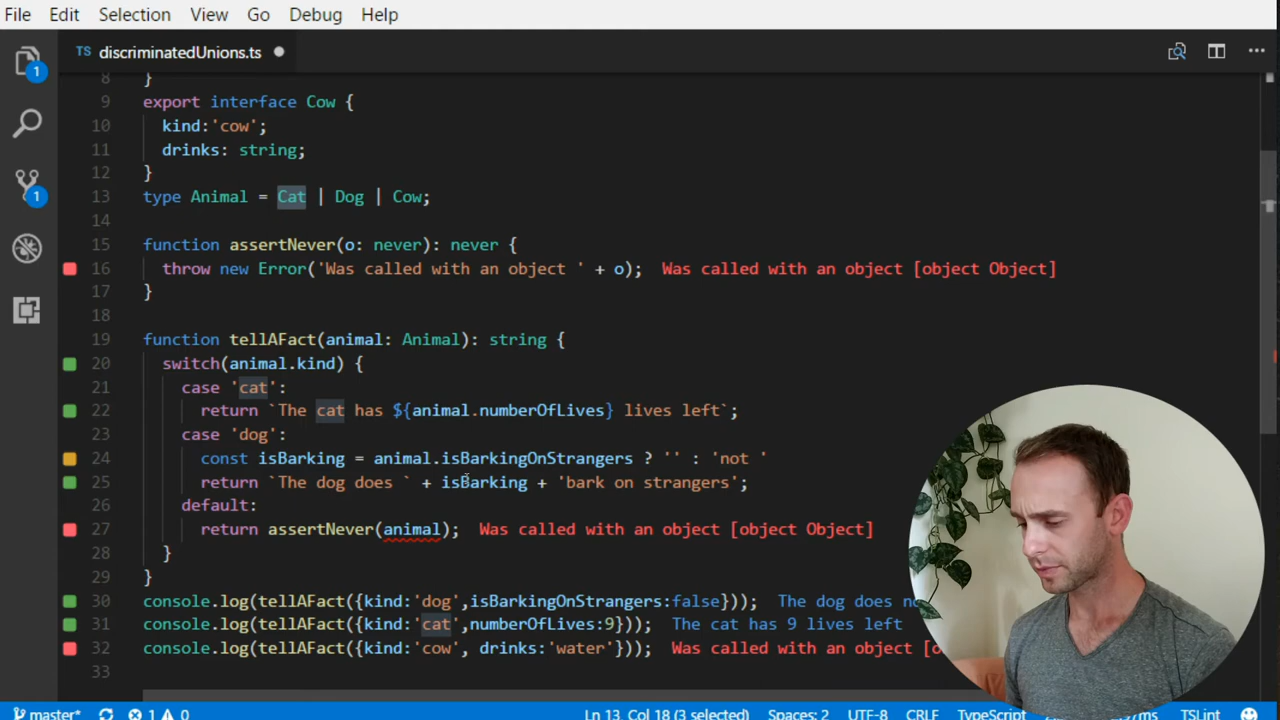 File Edit Selection View Go Debug Help
TS discriminatedUnions.ts
8 }
9 export interface Cow {
10 kind:'cow';
11 drinks: string;
12 }
13 type Animal = Cat | Dog | Cow;
14
15 function assertNever(o: never): never {
16 throw new Error('Was called with an object ' + o); Was called with an object [object Object]
17 }
18
19 function tellAFact(animal: Animal): string {
20 switch(animal.kind) {
21 case 'cat':
22 return `The cat has ${animal.numberOfLives} lives left`;
23 case 'dog':
24 const isBarking = animal.isBarkingOnStrangers ? '' : 'not '
25 return `The dog does ` + isBarking + 'bark on strangers';
26 default:
27 return assertNever(animal); Was called with an object [object Object]
28 }
29 }
30 console.log(tellAFact({kind:'dog',isBarkingOnStrangers:false})); The dog does
31 console.log(tellAFact({kind:'cat',numberOfLives:9})); The cat has 9 lives left
32 console.log(tellAFact({kind:'cow', drinks:'water'})); Was called with an object
33
1
1
master* 1 0 Ln 13, Col 18 (3 selected) Spaces: 2 UTF-8 CRLF TypeScript TSLint